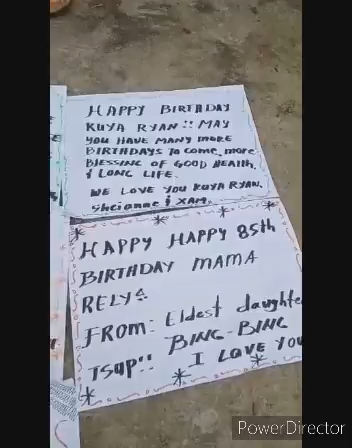 HAPPY BIRTHDAY
KUYA RYAN!! MAY
YOU HAVE MANY MORE
BIRTHDAYS to come, more
BLESSING OF GOOD HEALTH,
& LONG LIFE.
WE LOVE YOU KUYA RYAN.
Sheianne & XAM.
HAPPY HAPPY 85th
BIRTHDAY MAMA
RELY!
FROM: Eldest daughte
BING-BING
TSUP!!
I LOVE YOU
PowerDirector